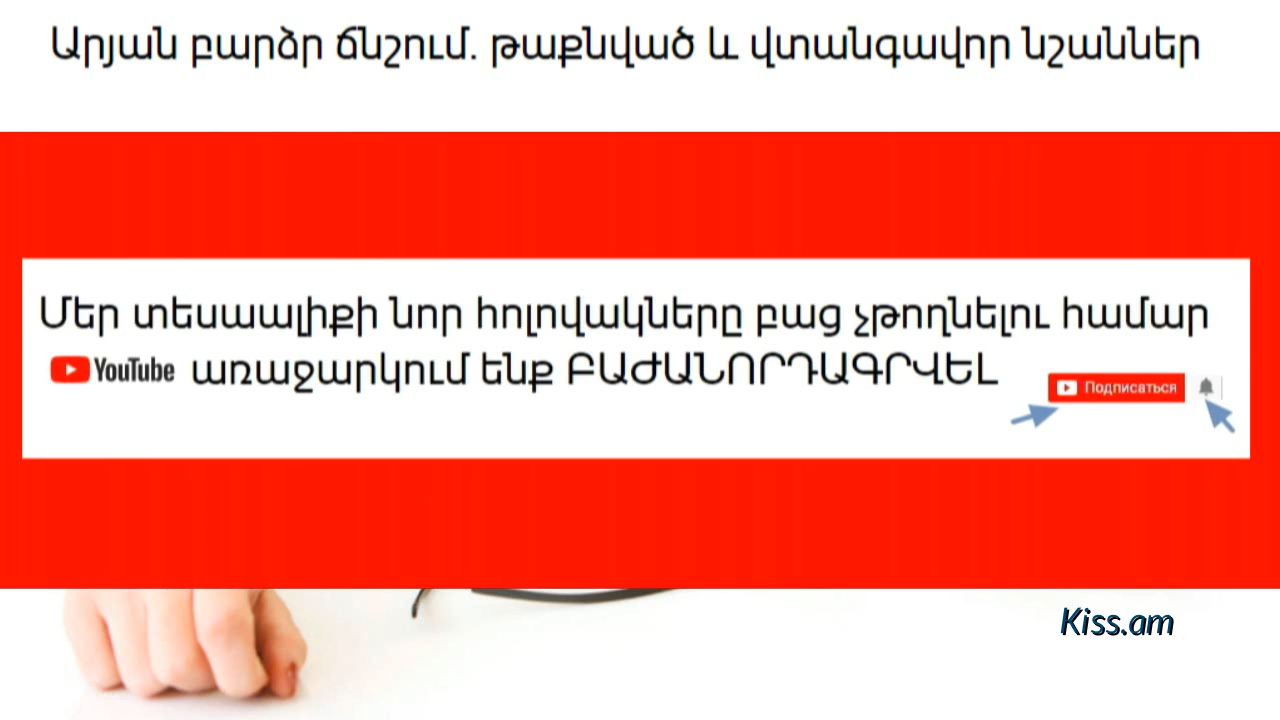 Արյան բարձր ճնշում. թաքնված և վտանգավոր նշաններ
Մեր տեսաալիքի նոր հոլովակները բաց չթողնելու համար
YouTube առաջարկում ենք ԲԱԺԱՆՈՐԴԱԳՐՎԵԼ
Подписаться
Kiss.am